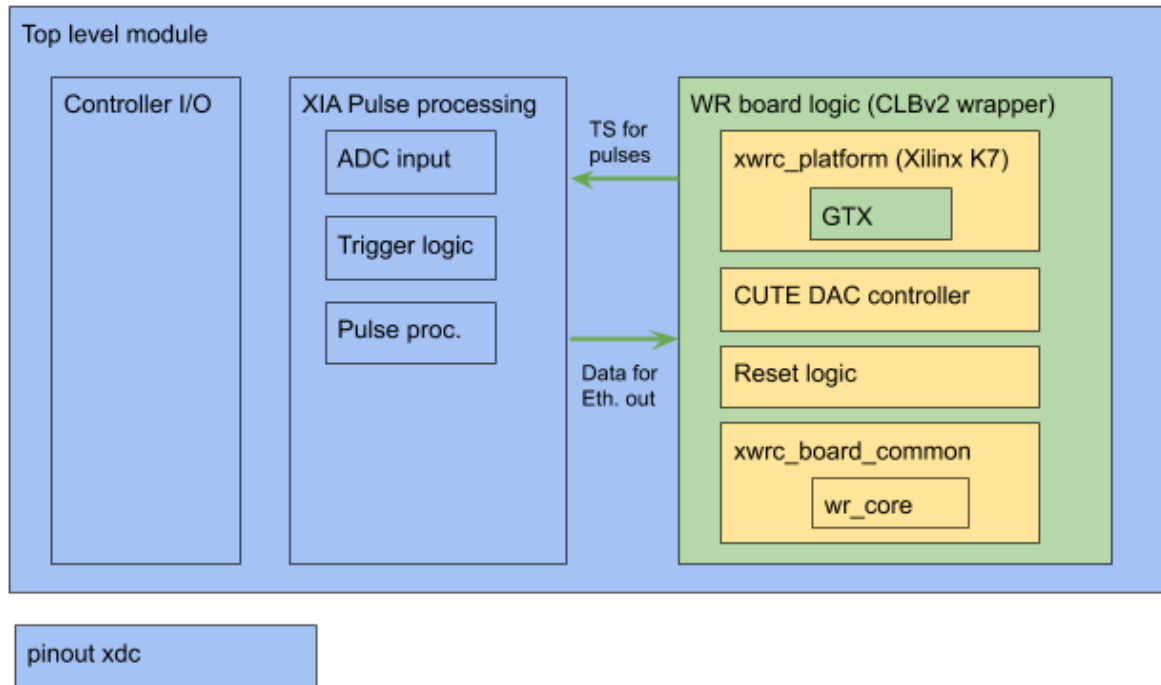 Top level module
Controller I/O
XIA Pulse processing
ADC input
Trigger logic
Pulse proc.
TS for
pulses
Data for
Eth. out
WR board logic (CLBv2 wrapper)
xwrc_platform (Xilinx K7)
GTX
CUTE DAC controller
Reset logic
xwrc_board_common
wr_core
pinout xdc